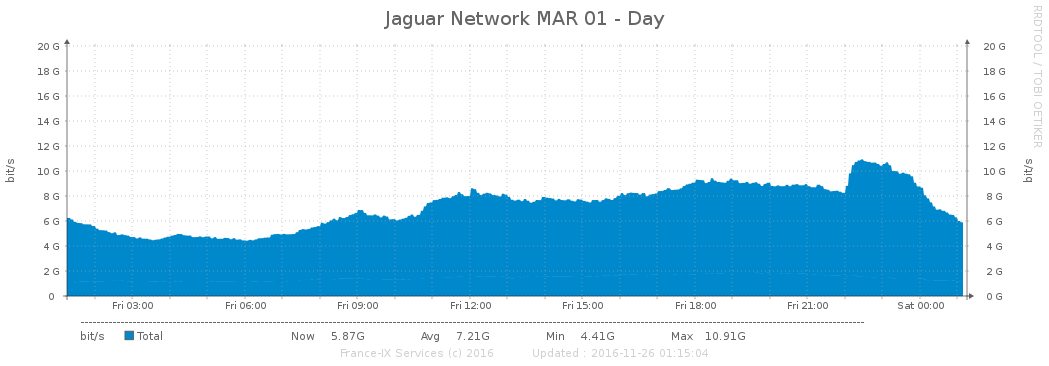 Jaguar Network MAR 01 - Day
RRDTOOL / TOBI OETIKER
bit/s
bit/s
20 G 20 G
18 G 18 G
16 G 16 G
14 G 14 G
12 G 12 G
10 G 10 G
8 G 8 G
6 G 6 G
4 G 4 G
2 G 2 G
0 0 G
Fri 03:00 Fri 06:00 Fri 09:00 Fri 12:00 Fri 15:00 Fri 18:00 Fri 21:00 Sat 00:00
bit/s Total Now 5.87G Avg 7.21G Min 4.41G Max 10.91G
France-IX Services (c) 2016 Updated : 2016-11-26 01:15:04